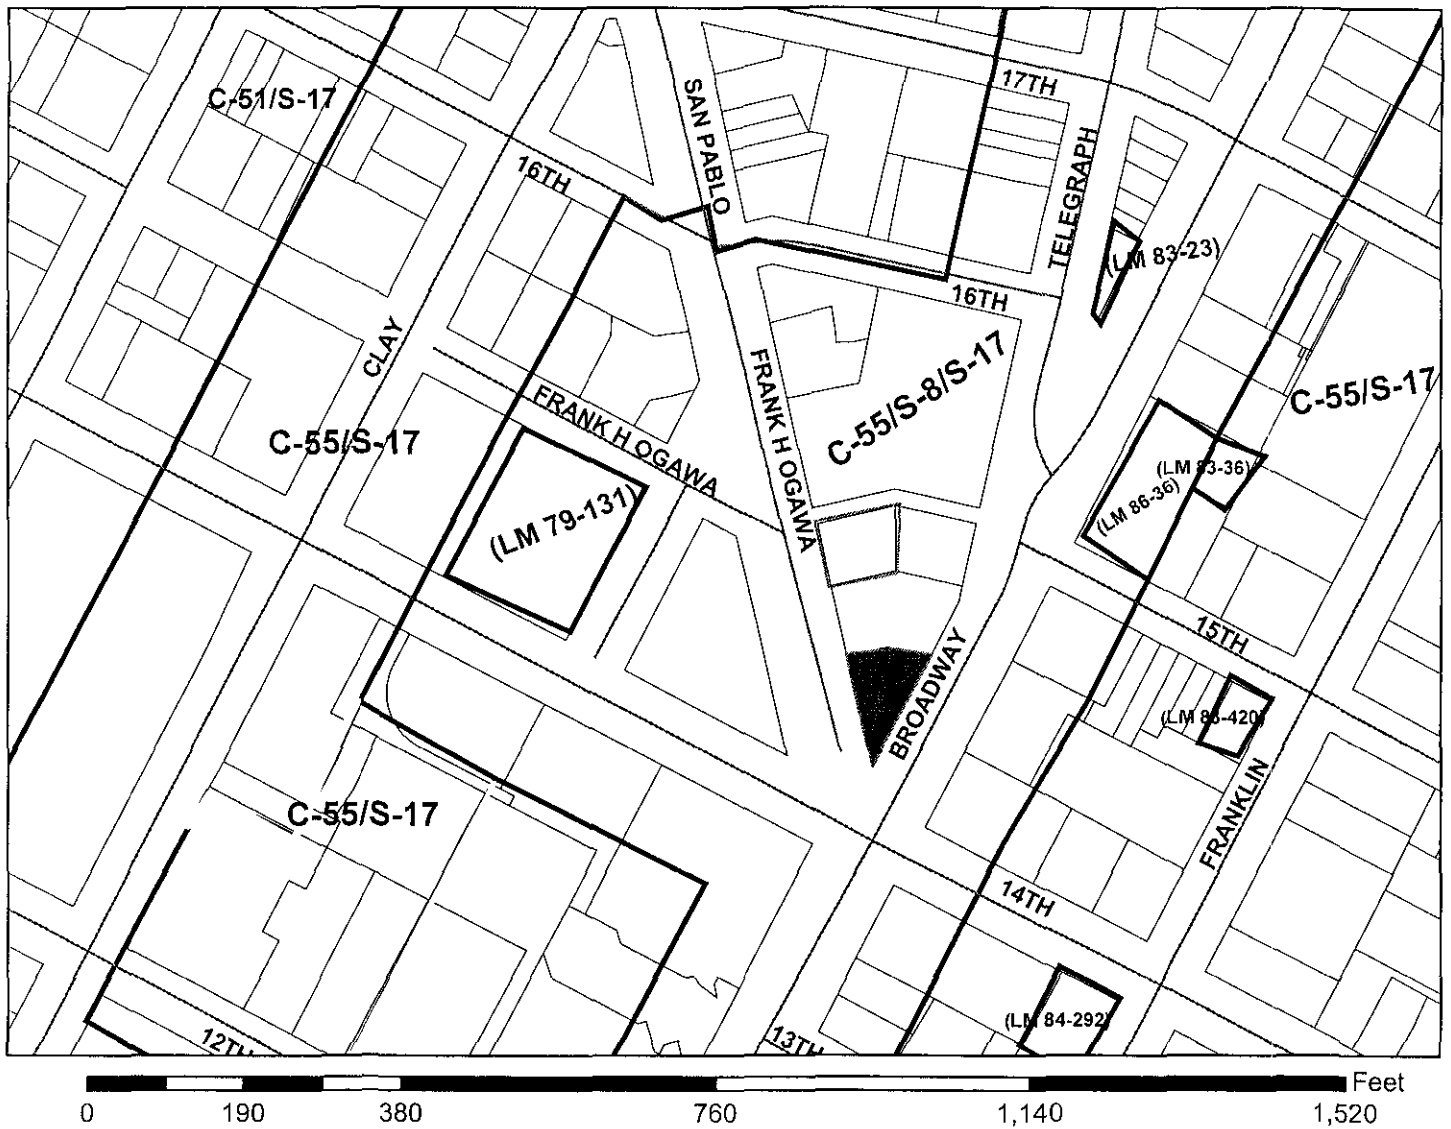 17TH
C-51/S-17
SAN PABLO
TELEGRAPH
16TH
(LM 83-23)
16TH
CLAY
FRANK H OGAWA
C-55/S-8/S-17
C-55/S-17
FRANK H OGAWA
C-55/S-17
(LM 83-36)
(LM 86-36)
(LM 79-131)
15TH
BROADWAY
FRANKLIN
C-55/S-17
14TH
(LM 84-292)
12TH
13TH
Feet
0 190 380 760 1,140 1,520